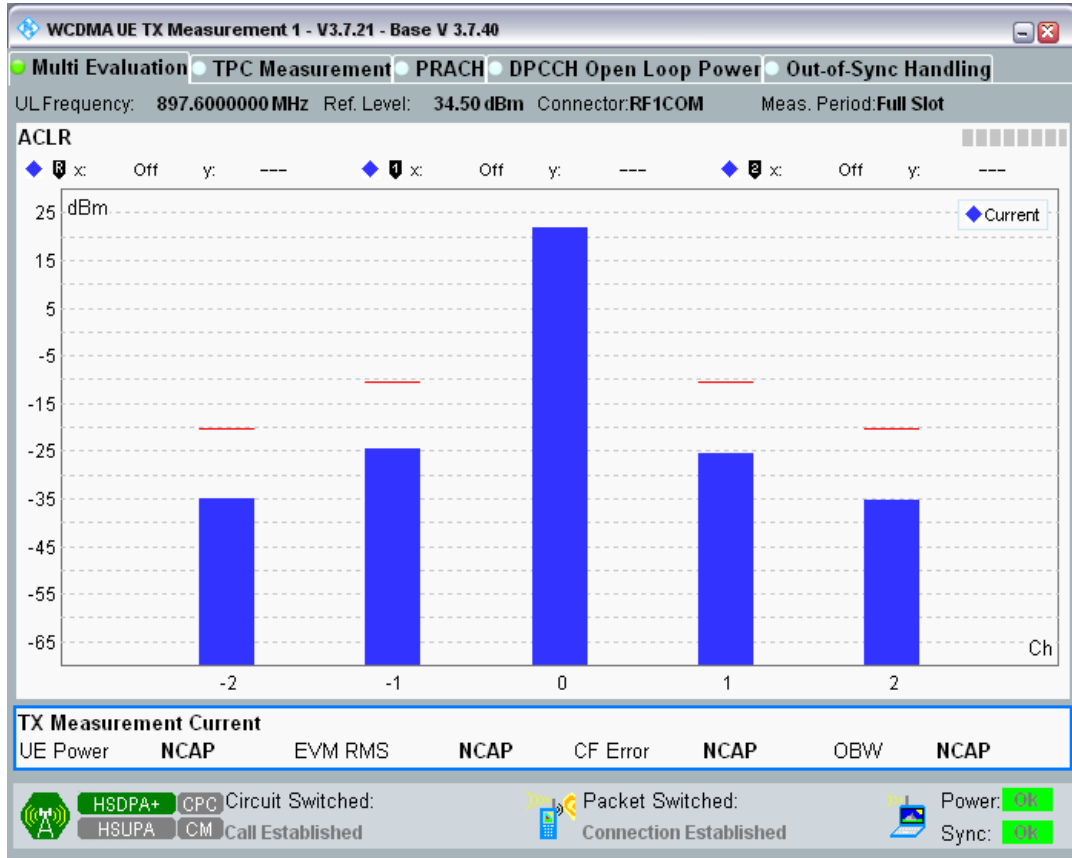 WCDMA UE TX Measurement 1 - V3.7.21 - Base V 3.7.40
Multi Evaluation TPC Measurement PRACH DPCCH Open Loop Power Out-of-Sync Handling
UL Frequency: 897.6000000 MHz Ref. Level: 34.50 dBm Connector:RF1COM Meas. Period:Full Slot
ACLR
R x: Off y: --- 1 x: Off y: --- 2 x: Off y: ---
dBm
Current
25
15
5
-5
-15
-25
-35
-45
-55
-65
Ch
-2 -1 0 1 2
TX Measurement Current
UE Power NCAP EVM RMS NCAP CF Error NCAP OBW NCAP
HSDPA+ CPC Circuit Switched: Packet Switched: Power: Ok
HSUPA CM Call Established Connection Established Sync: Ok